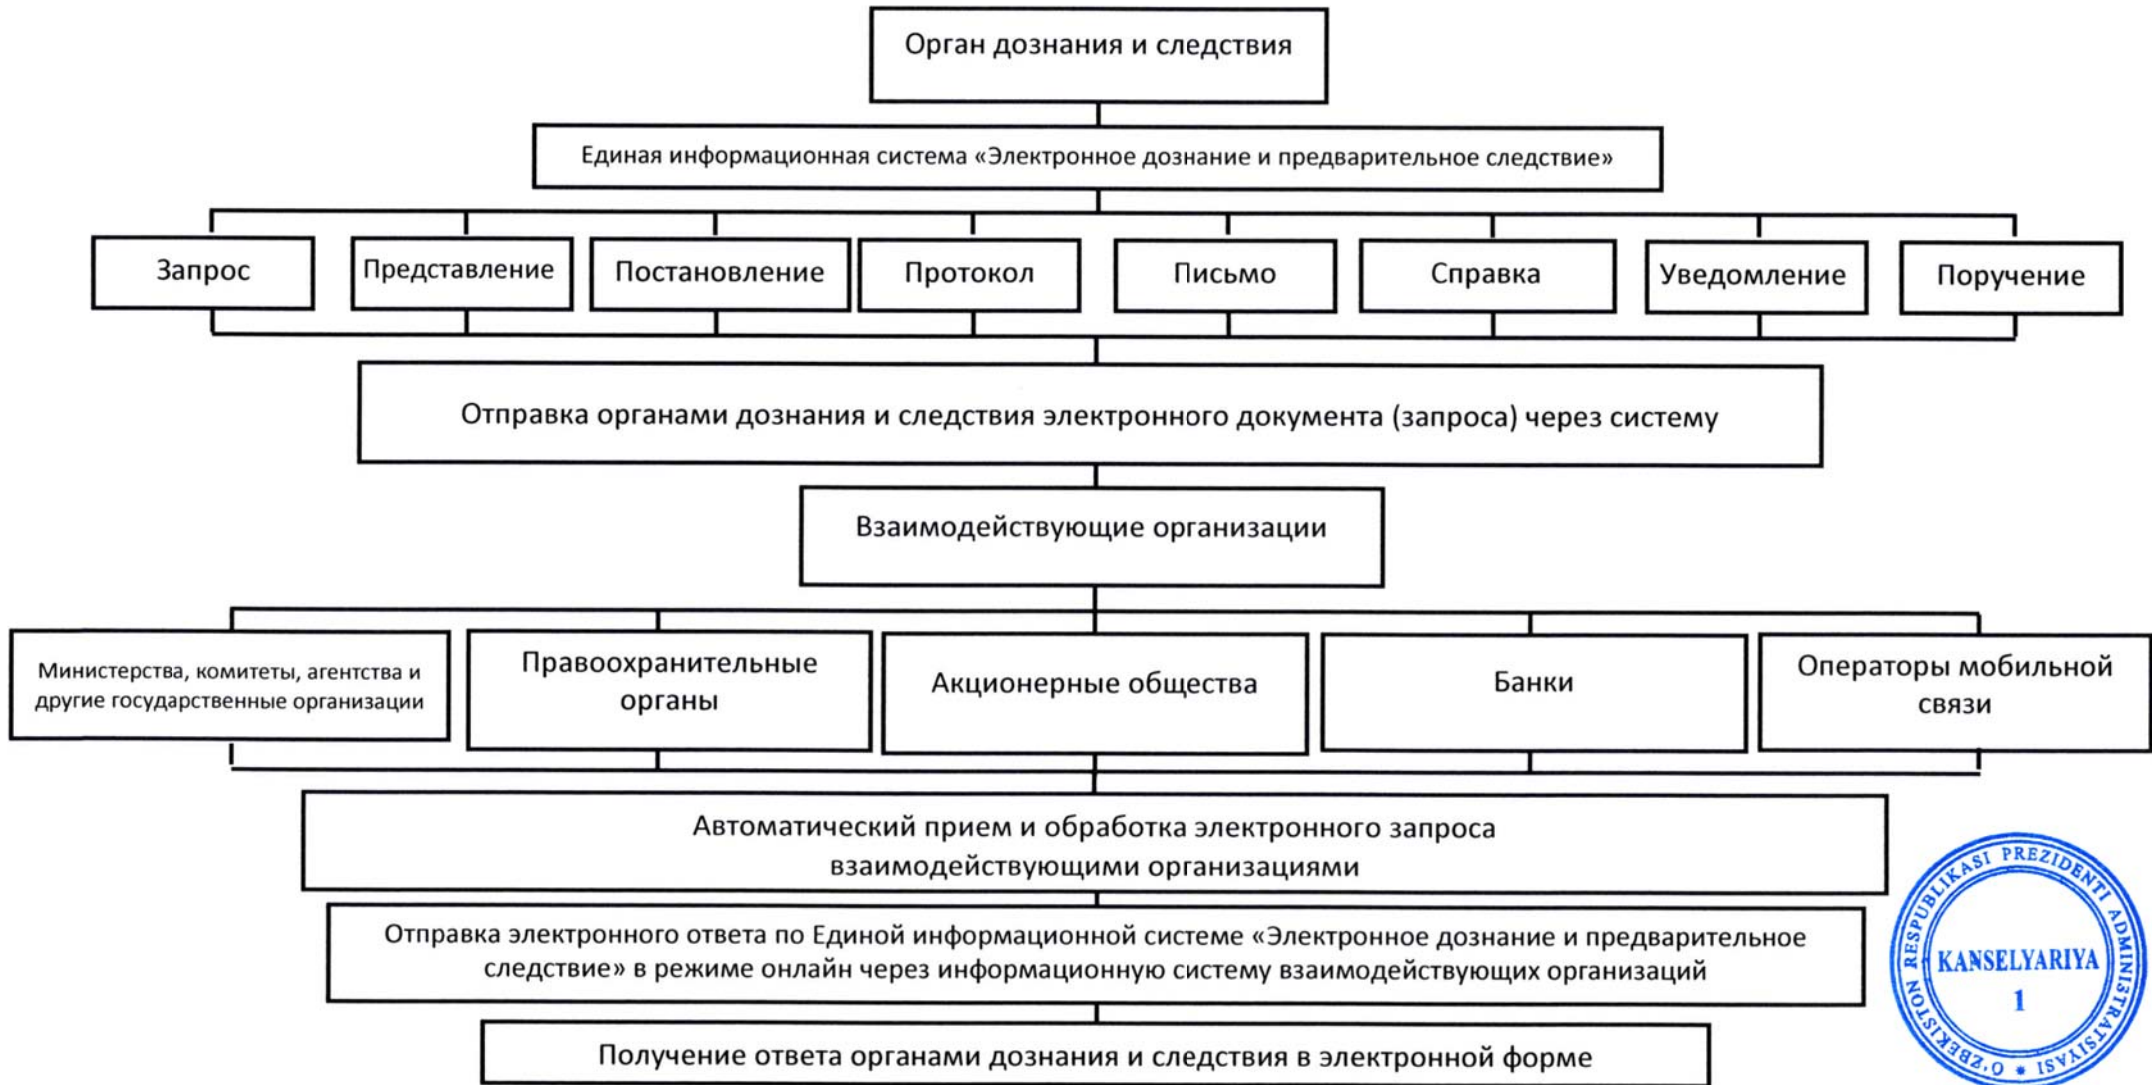 Орган дознания и следствия
Единая информационная система «Электронное дознание и предварительное следствие»
Запрос
Представление
Постановление
Протокол
Письмо
Справка
Уведомление
Поручение
Отправка органами дознания и следствия электронного документа (запроса) через систему
Взаимодействующие организации
Министерства, комитеты, агентства и
другие государственные организации
Правоохранительные
органы
Акционерные общества
Банки
Операторы мобильной
связи
Автоматический прием и обработка электронного запроса
взаимодействующими организациями
Отправка электронного ответа по Единой информационной системе «Электронное дознание и предварительное
следствие» в режиме онлайн через информационную систему взаимодействующих организаций
Получение ответа органами дознания и следствия в электронной форме
O'ZBEKISTON RESPUBLIKASI PREZIDENTI ADMINISTRATSIYASI *
KANSELYARIYA
1